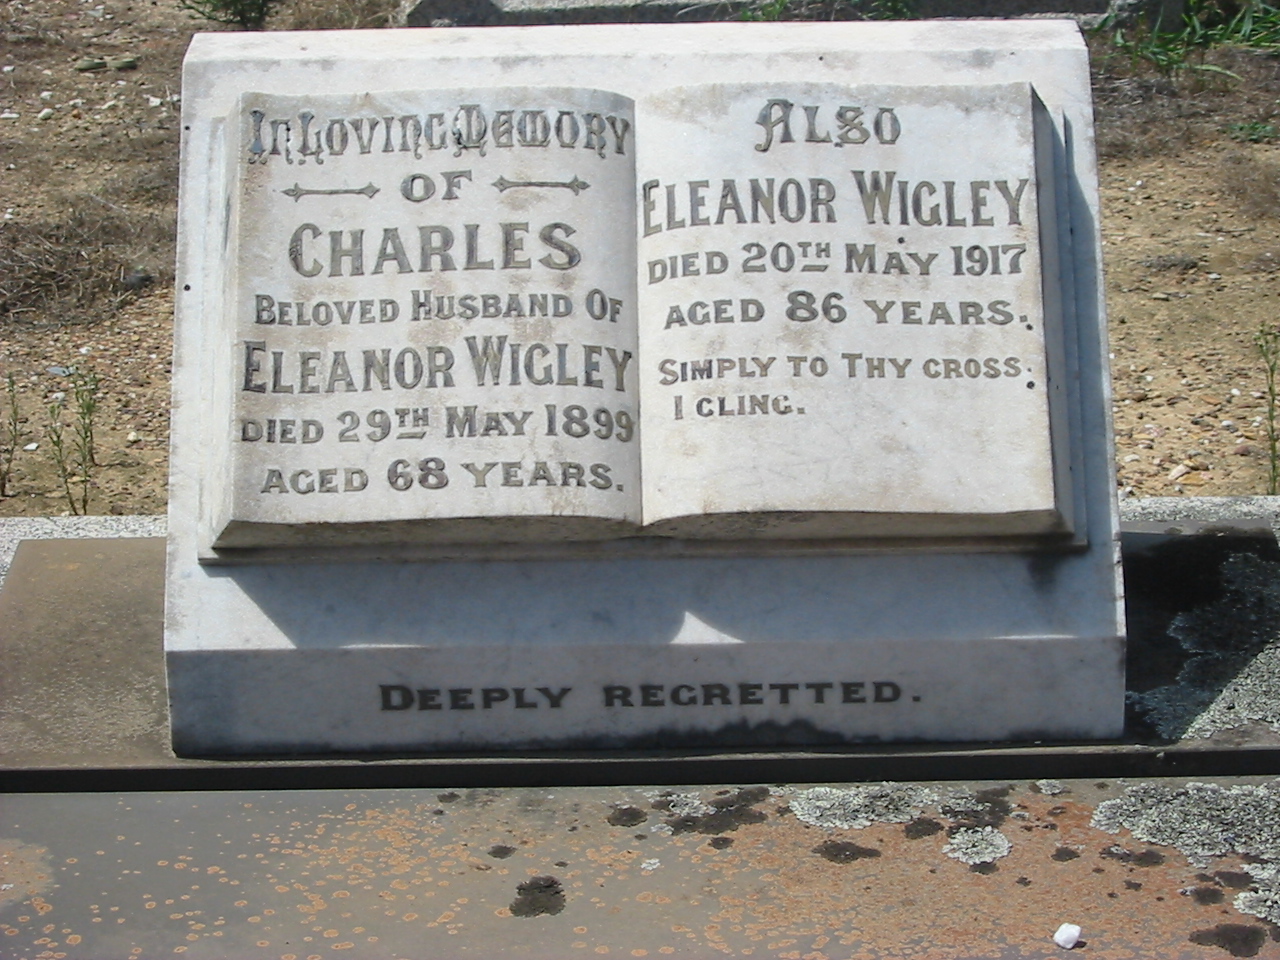 In Loving Memory
OF
CHARLES
BELOVED HUSBAND OF
ELEANOR WIGLEY
DIED 29TH MAY 1899
AGED 68 YEARS.
ALSO
ELEANOR WIGLEY
DIED 20TH MAY 1917
AGED 86 YEARS.
SIMPLY TO THY CROSS
I CLING.
DEEPLY REGRETTED.